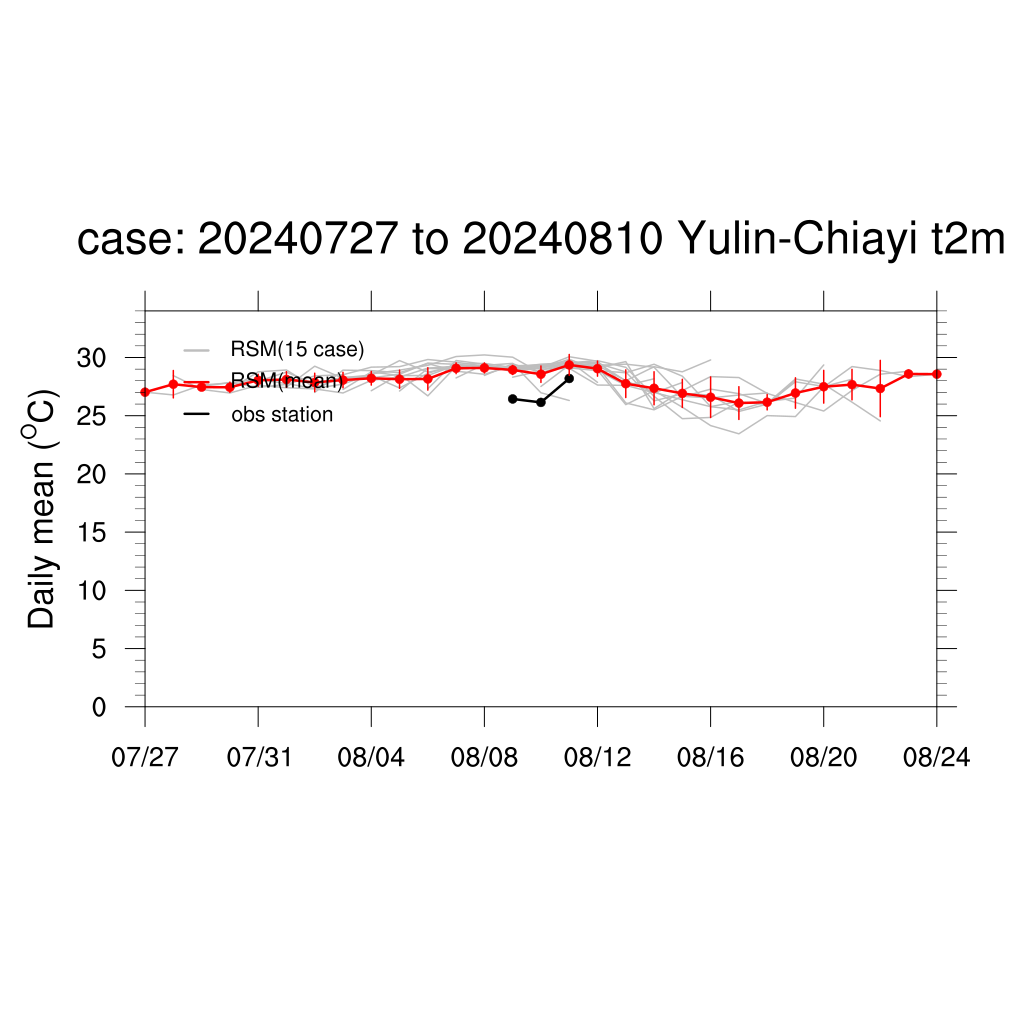 case: 20240727 to 20240810 Yulin-Chiayi t2m
Daily mean (°C)
RSM(15 case)
RSM(mean)
obs station
30
25
20
15
10
5
0
07/27 07/31 08/04 08/08 08/12 08/16 08/20 08/24